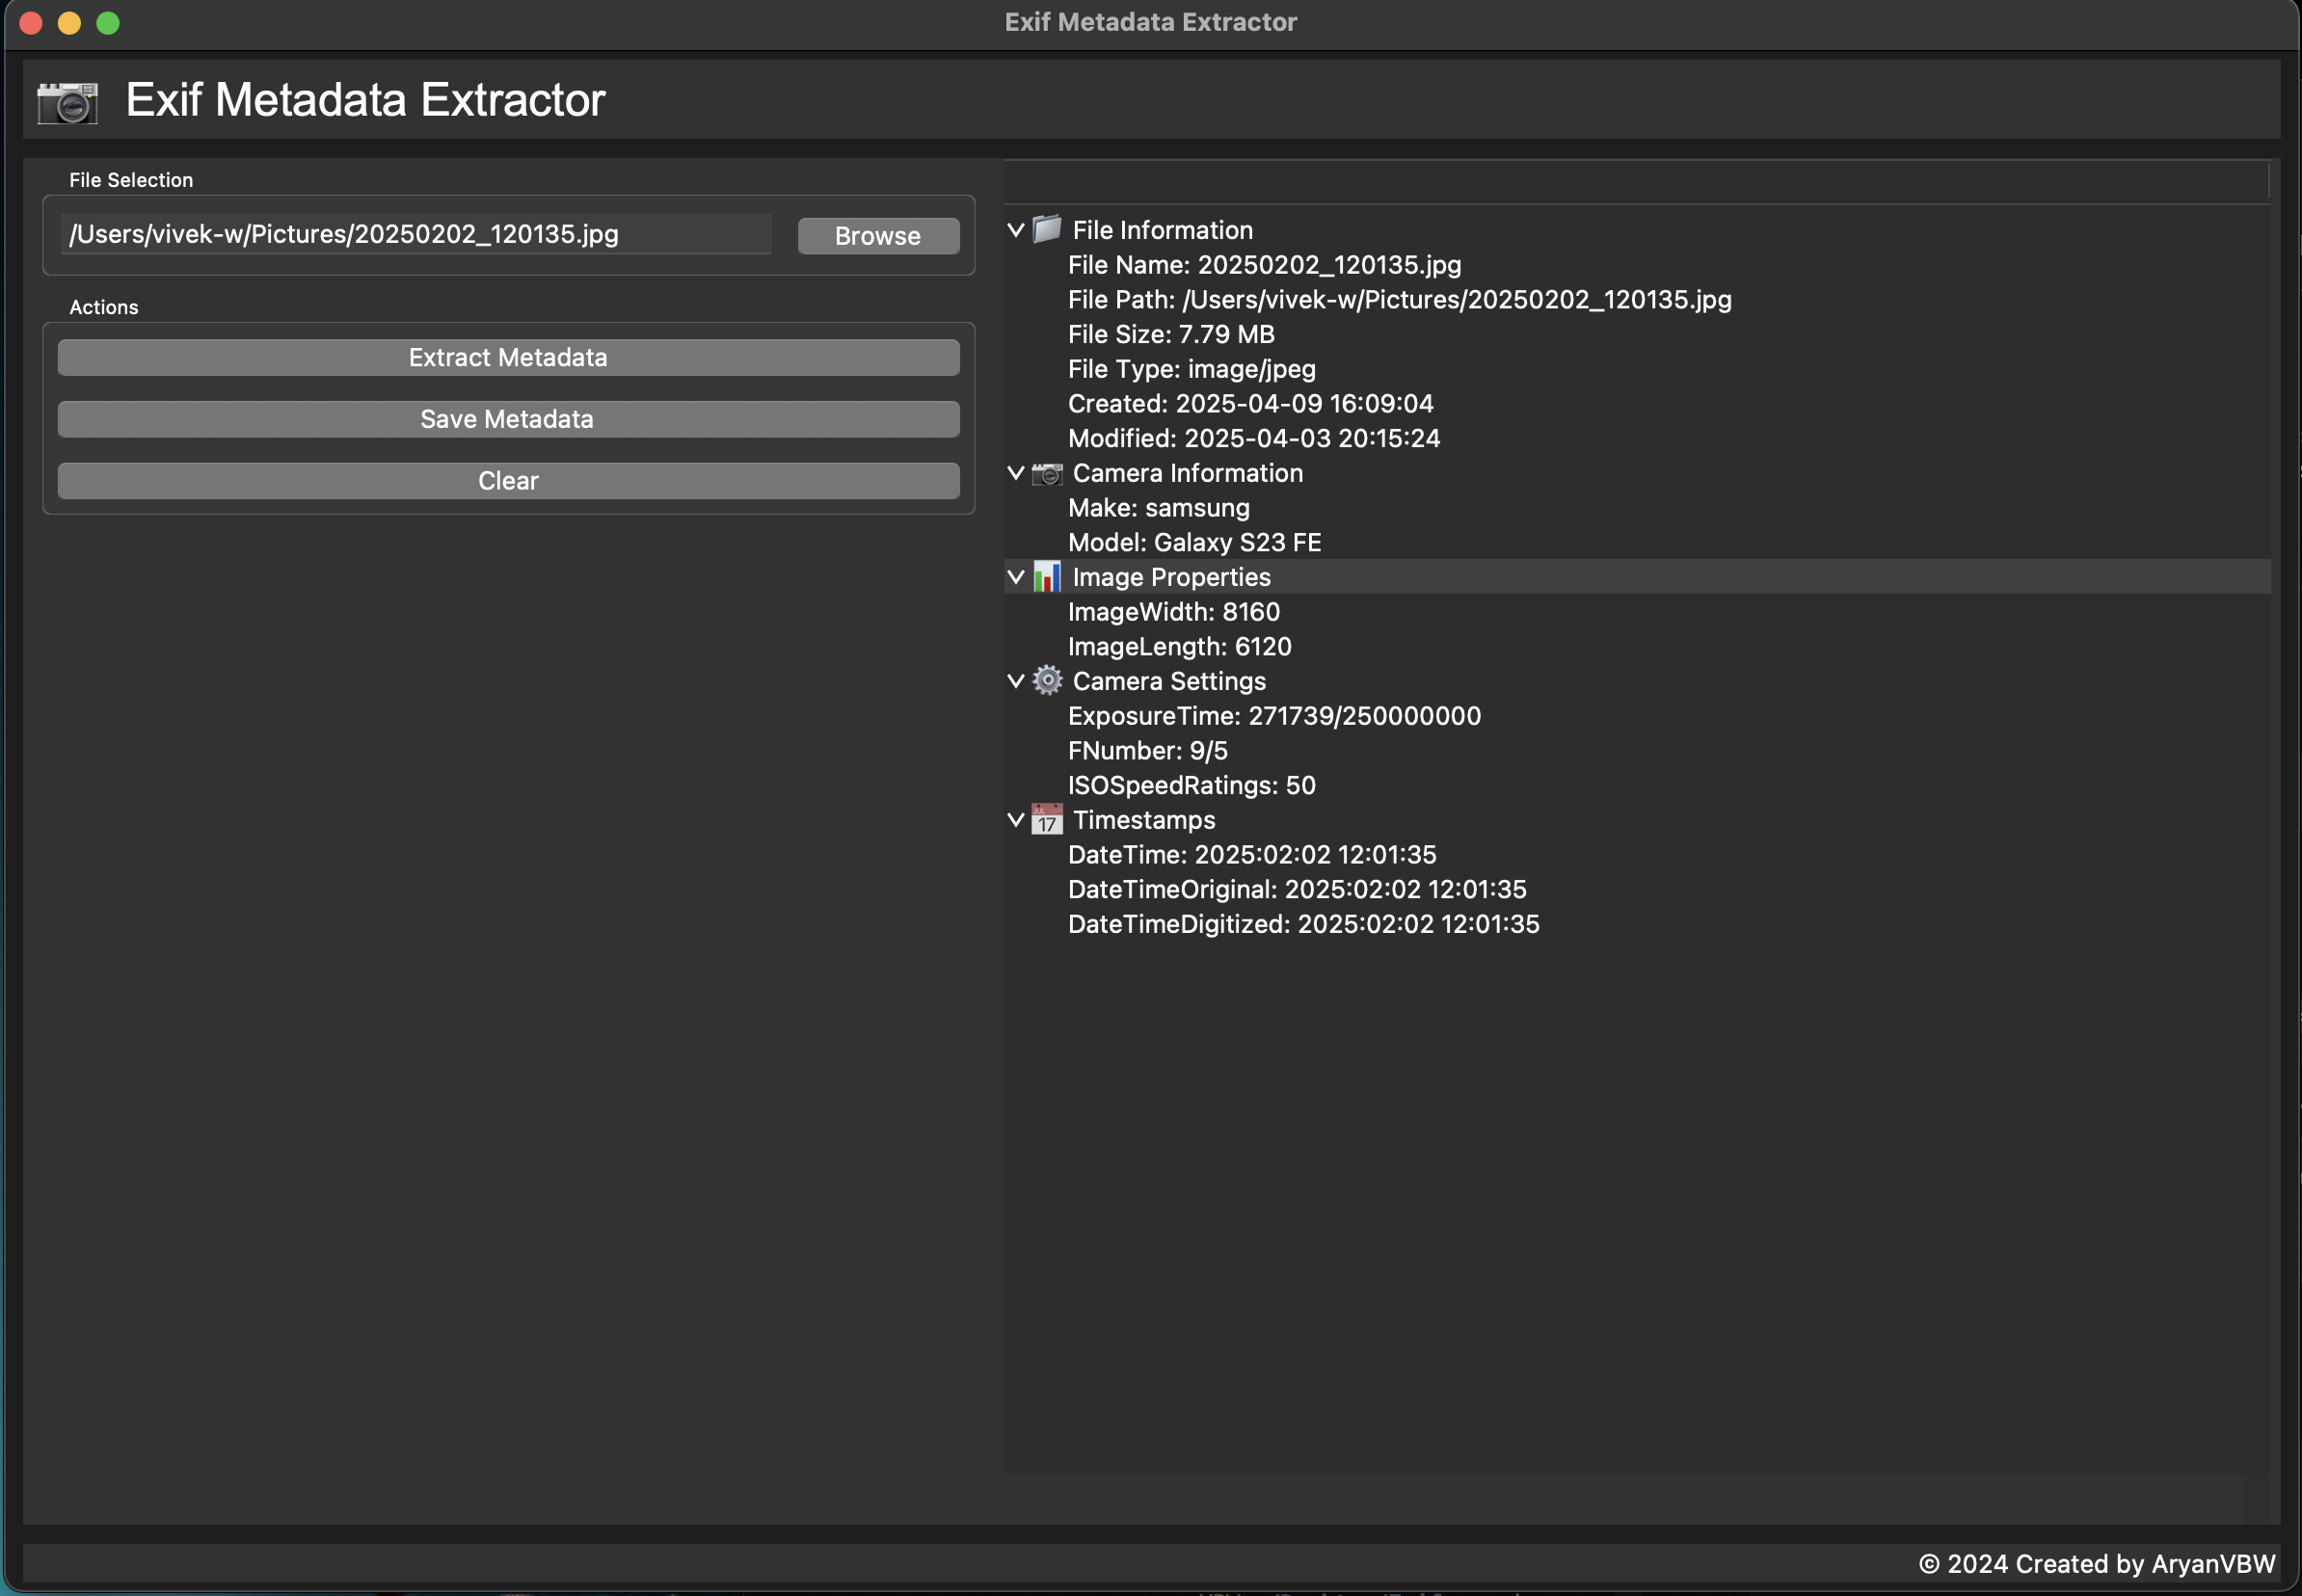 Exif Metadata Extractor
Exif Metadata Extractor
File Selection
/Users/vivek-w/Pictures/20250202_120135.jpg
Browse
Actions
Extract Metadata
Save Metadata
Clear
File Information
File Name: 20250202_120135.jpg
File Path: /Users/vivek-w/Pictures/20250202_120135.jpg
File Size: 7.79 MB
File Type: image/jpeg
Created: 2025-04-09 16:09:04
Modified: 2025-04-03 20:15:24
Camera Information
Make: samsung
Model: Galaxy S23 FE
Image Properties
ImageWidth: 8160
ImageLength: 6120
Camera Settings
ExposureTime: 271739/250000000
FNumber: 9/5
ISOSpeedRatings: 50
JUL
17
Timestamps
DateTime: 2025:02:02 12:01:35
DateTimeOriginal: 2025:02:02 12:01:35
DateTimeDigitized: 2025:02:02 12:01:35
© 2024 Created by AryanVBW